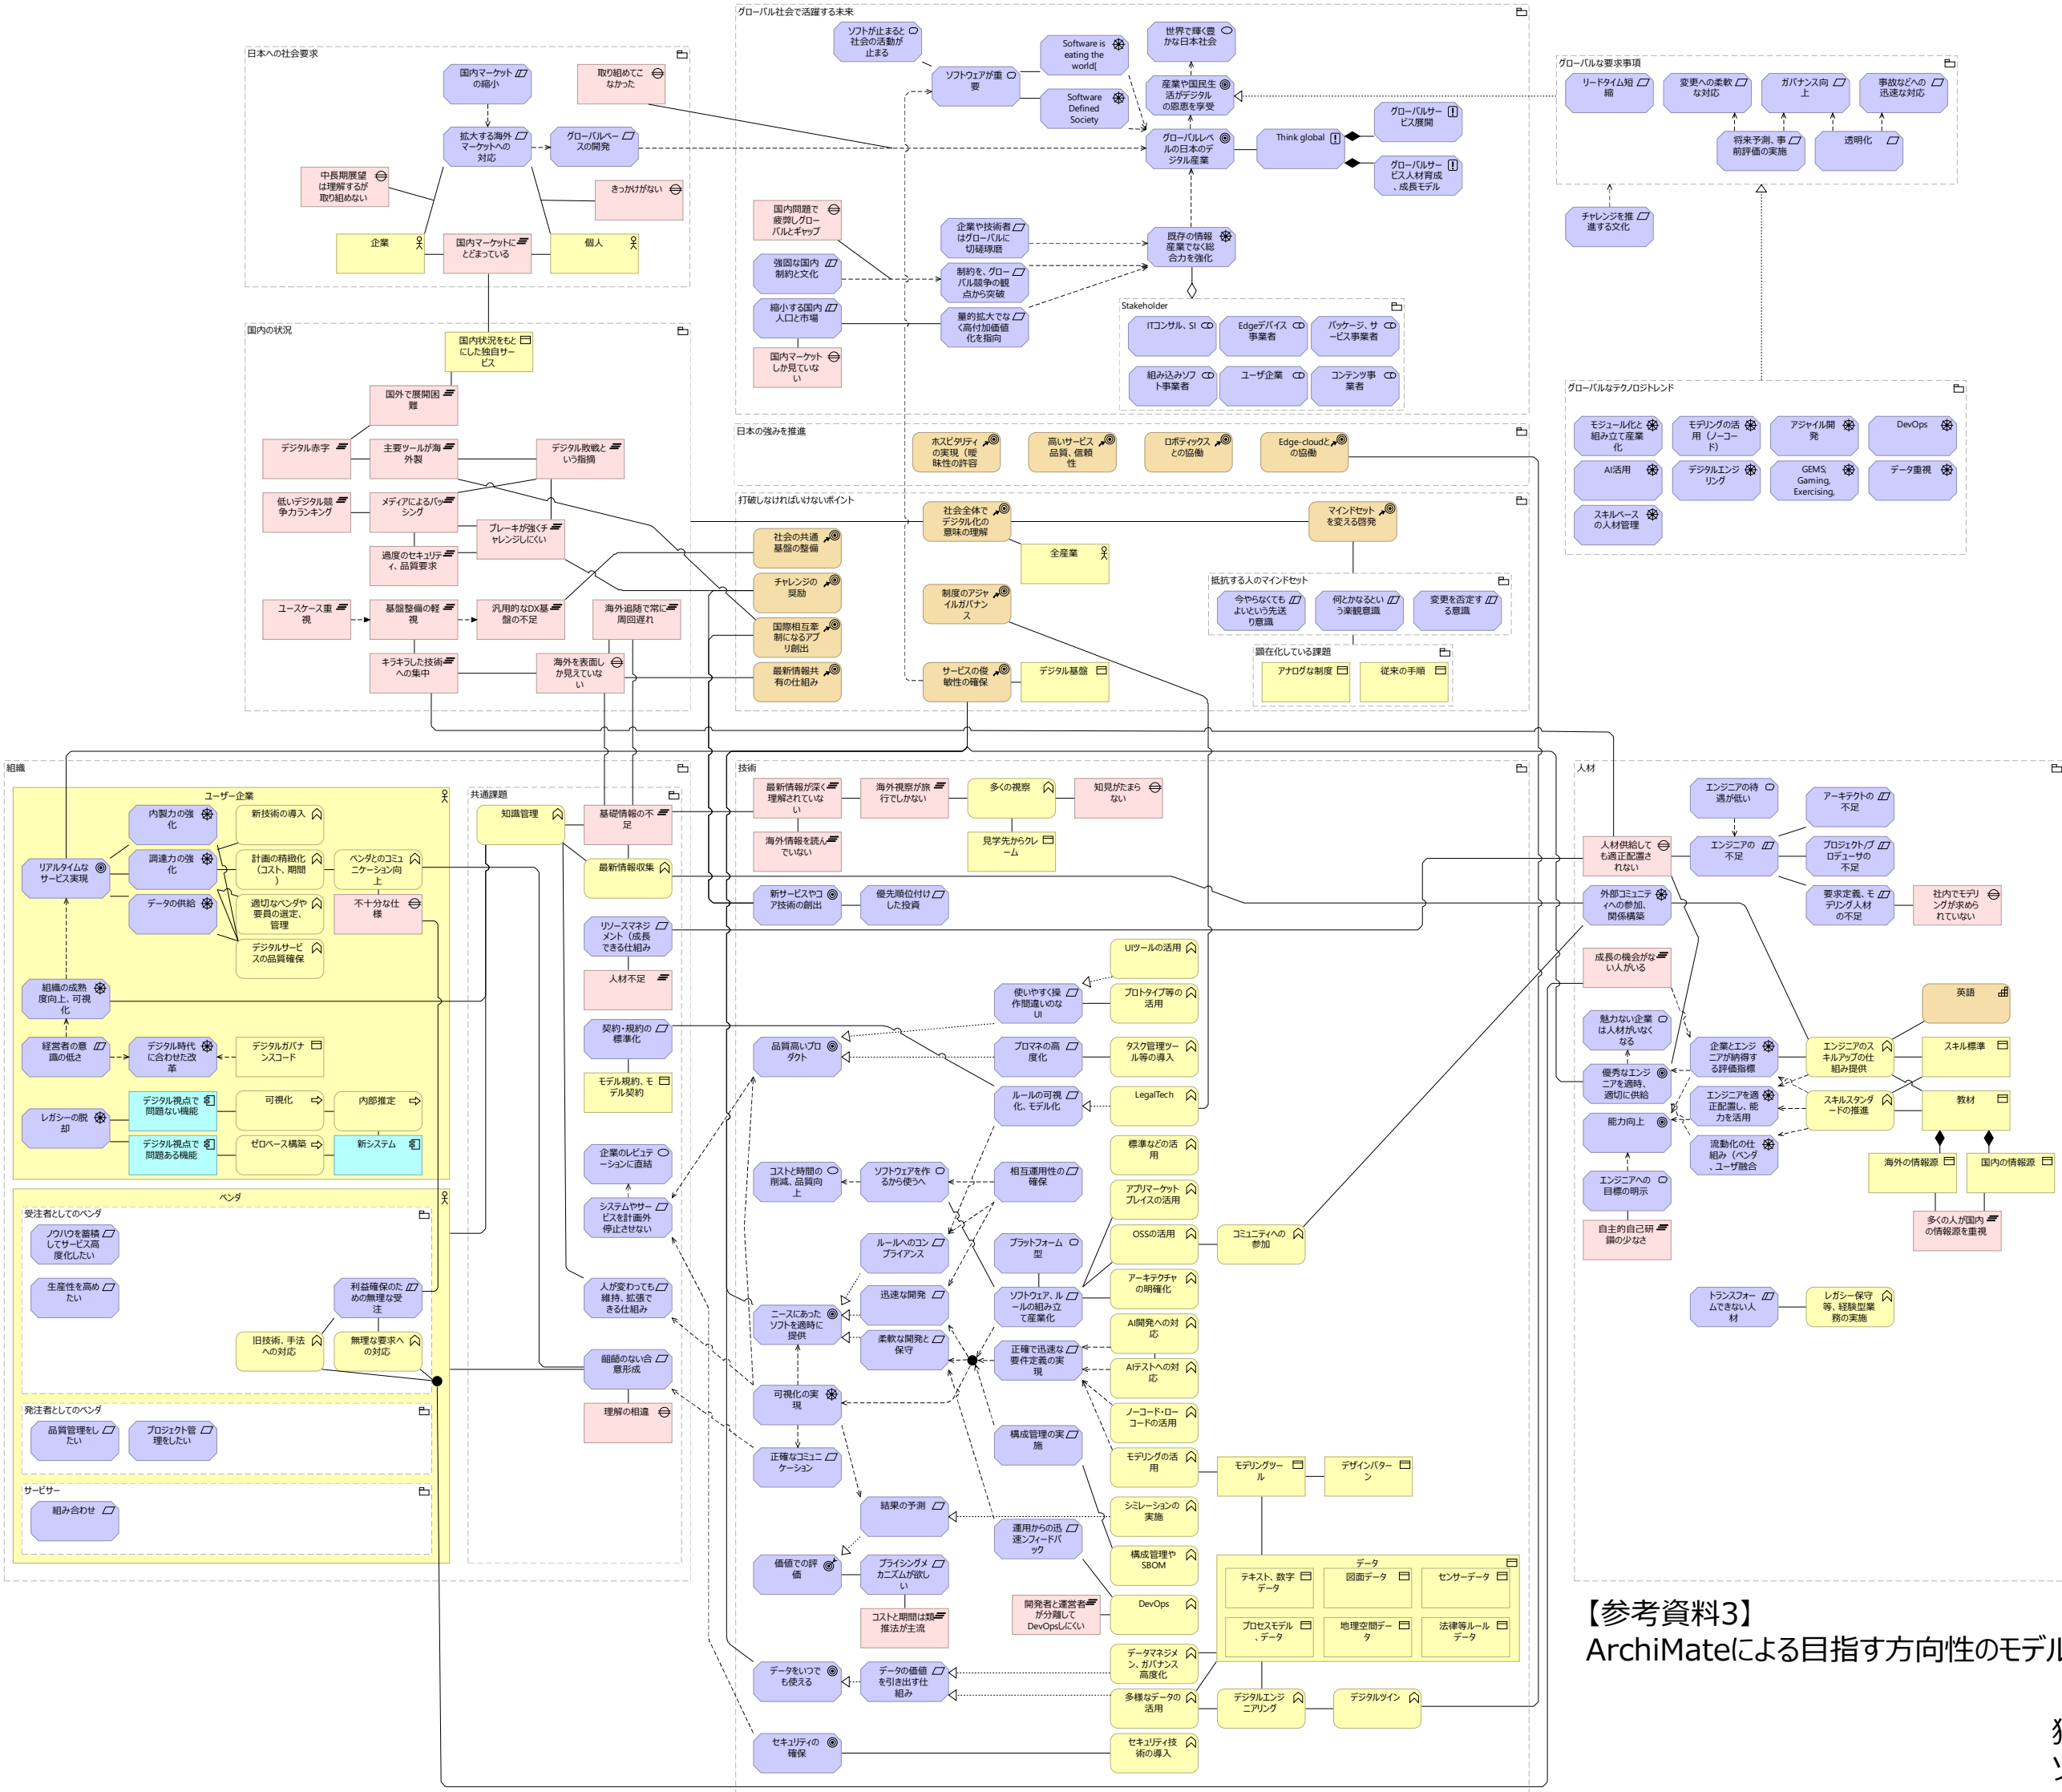 日本への社会要求
国内マーケット
の縮小
取り組めてこ
なかった
拡大する海外
マーケットへの
対応
グローバルベー
スの開発
中長期展望
は理解するが
取り組めない
きっかけがない
企業
国内マーケットに
とどまっている
個人
グローバル社会で活躍する未来
ソフトが止まると
社会の活動が
止まる
ソフトウェアが重
要
Software is
eating the
world[
Software
Defined
Society
世界で輝く豊
かな日本社会
産業や国民生
活がデジタル
の恩恵を享受
グローバルレベ
ルの日本のデ
ジタル産業
Think global
グローバルサー
ビス展開
グローバルサー
ビス人材育成
、成長モデル
国内問題で
疲弊しグロー
バルとギャップ
強固な国内
制約と文化
縮小する国内
人口と市場
国内マーケット
しか見ていな
い
企業や技術者
はグローバルに
切磋琢磨
制約を、グロー
バル競争の観
点から突破
量的拡大でな
く高付加価値
化を指向
既存の情報
産業でなく総
合力を強化
Stakeholder
ITコンサル、SI
Edgeデバイス
事業者
パッケージ、サ
ービス事業者
組み込みソフ
ト事業者
ユーザ企業
コンテンツ事
業者
グローバルな要求事項
リードタイム短
縮
変更への柔軟
な対応
ガバナンス向
上
事故などへの
迅速な対応
将来予測、事
前評価の実施
透明化
チャレンジを推
進する文化
グローバルなテクノロジトレンド
モジュール化と
組み立て産業
化
モデリングの活
用（ノーコー
ド）
アジャイル開
発
DevOps
AI活用
デジタルエンジ
リング
GEMS;
Gaming,
Exercising,
データ重視
スキルベース
の人材管理
国内の状況
国内状況をもと
にした独自サー
ビス
国外で展開困
難
デジタル赤字
主要ツールが海
外製
デジタル敗戦と
いう指摘
低いデジタル競
争力ランキング
メディアによるバッ
シング
ブレーキが強くチ
ャレンジしにくい
過度のセキュリテ
ィ、品質要求
ユースケース重
視
基盤整備の軽
視
汎用的なDX基
盤の不足
海外追随で常に
周回遅れ
キラキラした技術
への集中
海外を表面し
か見えていな
い
日本の強みを推進
ホスピタリティ
の実現（曖
昧性の許容
高いサービス
品質、信頼
性
ロボティックス
との協働
Edge-cloudと
の協働
打破しなければいけないポイント
社会の共通
基盤の整備
チャレンジの
奨励
国際相互牽
制になるアプ
リ創出
最新情報共
有の仕組み
社会全体で
デジタル化の
意味の理解
全産業
制度のアジャ
イルガバナン
ス
サービスの俊
敏性の確保
デジタル基盤
マインドセット
を変える啓発
抵抗する人のマインドセット
今やらなくても
よいという先送
り意識
何とかなるとい
う楽観意識
変更を否定す
る意識
顕在化している課題
アナログな制度
従来の手順
組織
ユーザー企業
内製力の強
化
新技術の導入
リアルタイムな
サービス実現
調達力の強
化
計画の精緻化
（コスト、期間
）
ベンダとのコミュ
ニケーション向
上
データの供給
適切なベンダや
要員の選定、
管理
不十分な仕
様
デジタルサービ
スの品質確保
組織の成熟
度向上、可視
化
経営者の意
識の低さ
デジタル時代
に合わせた改
革
デジタルガバナ
ンスコード
レガシーの脱
却
デジタル視点で
問題ない機能
可視化
内部推定
デジタル視点で
問題ある機能
ゼロベース構築
新システム
ベンダ
受注者としてのベンダ
ノウハウを蓄積
してサービス高
度化したい
生産性を高め
たい
利益確保のた
めの無理な受
注
旧技術、手法
への対応
無理な要求へ
の対応
発注者としてのベンダ
品質管理をし
たい
プロジェクト管
理をしたい
サービサー
組み合わせ
共通課題
知識管理
基礎情報の不
足
最新情報収集
リソースマネジ
メント（成長
できる仕組み
人材不足
契約・規約の
標準化
モデル規約、モ
デル契約
企業のレピュテ
ーションに直結
システムやサー
ビスを計画外
停止させない
人が変わっても
維持、拡張で
きる仕組み
齟齬のない合
意形成
理解の相違
技術
最新情報が深く
理解されていな
い
海外視察が旅
行でしかない
多くの視察
知見がたまら
ない
海外情報を読ん
でいない
見学先からクレ
ーム
新サービスやコ
ア技術の創出
優先順位付け
した投資
UIツールの活用
使いやすく操
作間違いのな
UI
プロトタイプ等の
活用
品質高いプロ
ダクト
プロマネの高
度化
タスク管理ツー
ル等の導入
ルールの可視
化、モデル化
LegalTech
標準などの活
用
コストと時間の
削減、品質向
上
ソフトウェアを作
るから使うへ
相互運用性の
確保
アプリマーケット
プレイスの活用
ルールへのコン
プライアンス
プラットフォーム
型
OSSの活用
コミュニティへの
参加
迅速な開発
ソフトウェア、ル
ールの組み立
て産業化
アーキテクチャ
の明確化
ニースにあった
ソフトを適時に
提供
柔軟な開発と
保守
正確で迅速な
要件定義の実
現
AI開発への対
応
AIテストへの対
応
可視化の実
現
ノーコード・ロー
コードの活用
正確なコミュニ
ケーション
構成管理の実
施
モデリングの活
用
モデリングツー
ル
デザインパター
ン
結果の予測
運用からの迅
速ンフィードバ
ック
シミレーションの
実施
価値での評
価
プライシングメ
カニズムが欲し
い
構成管理や
SBOM
コストと期間は類
推法が主流
開発者と運営者
が分離して
DevOpsしにくい
DevOps
データ
テキスト、数字
データ
図面データ
センサーデータ
プロセスモデル
、データ
地理空間デー
タ
法律等ルール
データ
データをいつで
も使える
データの価値
を引き出す仕
組み
データマネジメ
ン、ガバナンス
高度化
多様なデータの
活用
デジタルエンジ
ニアリング
デジタルツイン
セキュリティの
確保
セキュリティ技
術の導入
人材
エンジニアの待
遇が低い
アーキテクトの
不足
人材供給して
も適正配置さ
れない
エンジニアの
不足
プロジェクト/プ
ロデューサの
不足
外部コミュニテ
ィへの参加、
関係構築
要求定義、モ
デリング人材
の不足
社内でモデリ
ングが求めら
れていない
成長の機会がな
い人がいる
英語
魅力ない企業
は人材がいなく
なる
企業とエンジ
ニアが納得す
る評価指標
エンジニアのス
キルアップの仕
組み提供
スキル標準
優秀なエンジ
ニアを適時、
適切に供給
エンジニアを適
正配置し、能
力を活用
スキルスタンダ
ードの推進
教材
能力向上
流動化の仕
組み（ベンダ
、ユーザ融合
海外の情報源
国内の情報源
エンジニアへの
目標の明示
自主的自己研
鑽の少なさ
多くの人が国内
の情報源を重視
トランスフォー
ムできない人
材
レガシー保守
等、経験型業
務の実施
【参考資料3】
ArchiMateによる目指す方向性のモデル